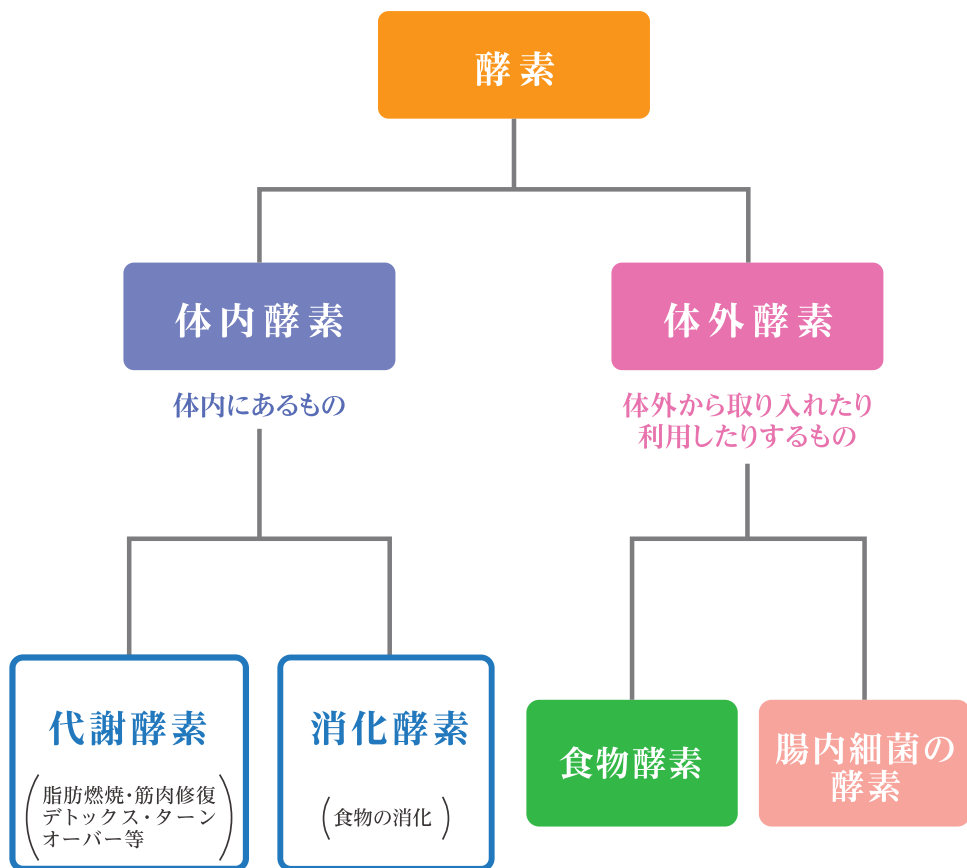 酵素
体内酵素
体外酵素
体内にあるもの
体外から取り入れたり
利用したりするもの
代謝酵素
(脂肪燃焼・筋肉修復
デトックス・ターン
オーバー等)
消化酵素
(食物の消化)
食物酵素
腸内細菌の
酵素